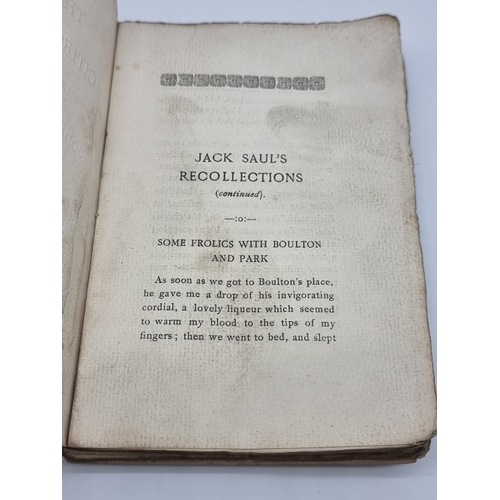 JACK SAUL'S
RECOLLECTIONS
(continued).
—:o:—
SOME FROLICS WITH BOULTON
AND PARK
As soon as we got to Boulton's place,
he gave me a drop of his invigorating
cordial, a lovely liqueur which seemed
to warm my blood to the tips of my
fingers ; then we went to bed, and slept